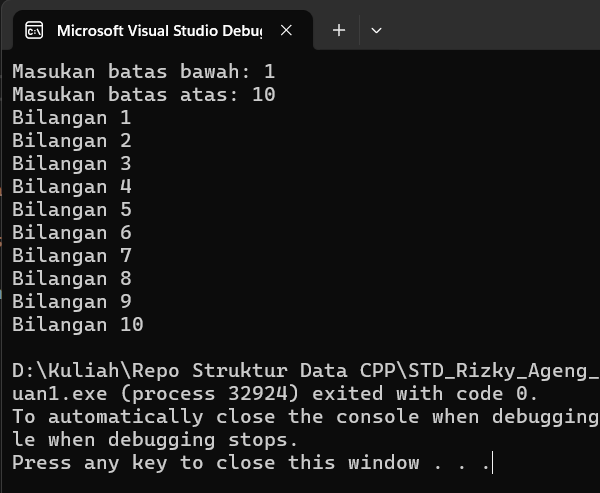 Microsoft Visual Studio Debu
Masukan batas bawah: 1
Masukan batas atas: 10
Bilangan 1
Bilangan 2
Bilangan 3
Bilangan 4
Bilangan 5
Bilangan 6
Bilangan 7
Bilangan 8
Bilangan 9
Bilangan 10
D:\Kuliah\Repo Struktur Data CPP\STD_Rizky_Ageng_
uan1.exe (process 32924) exited with code 0.
To automatically close the console when debugging
le when debugging stops.
Press any key to close this window . . .